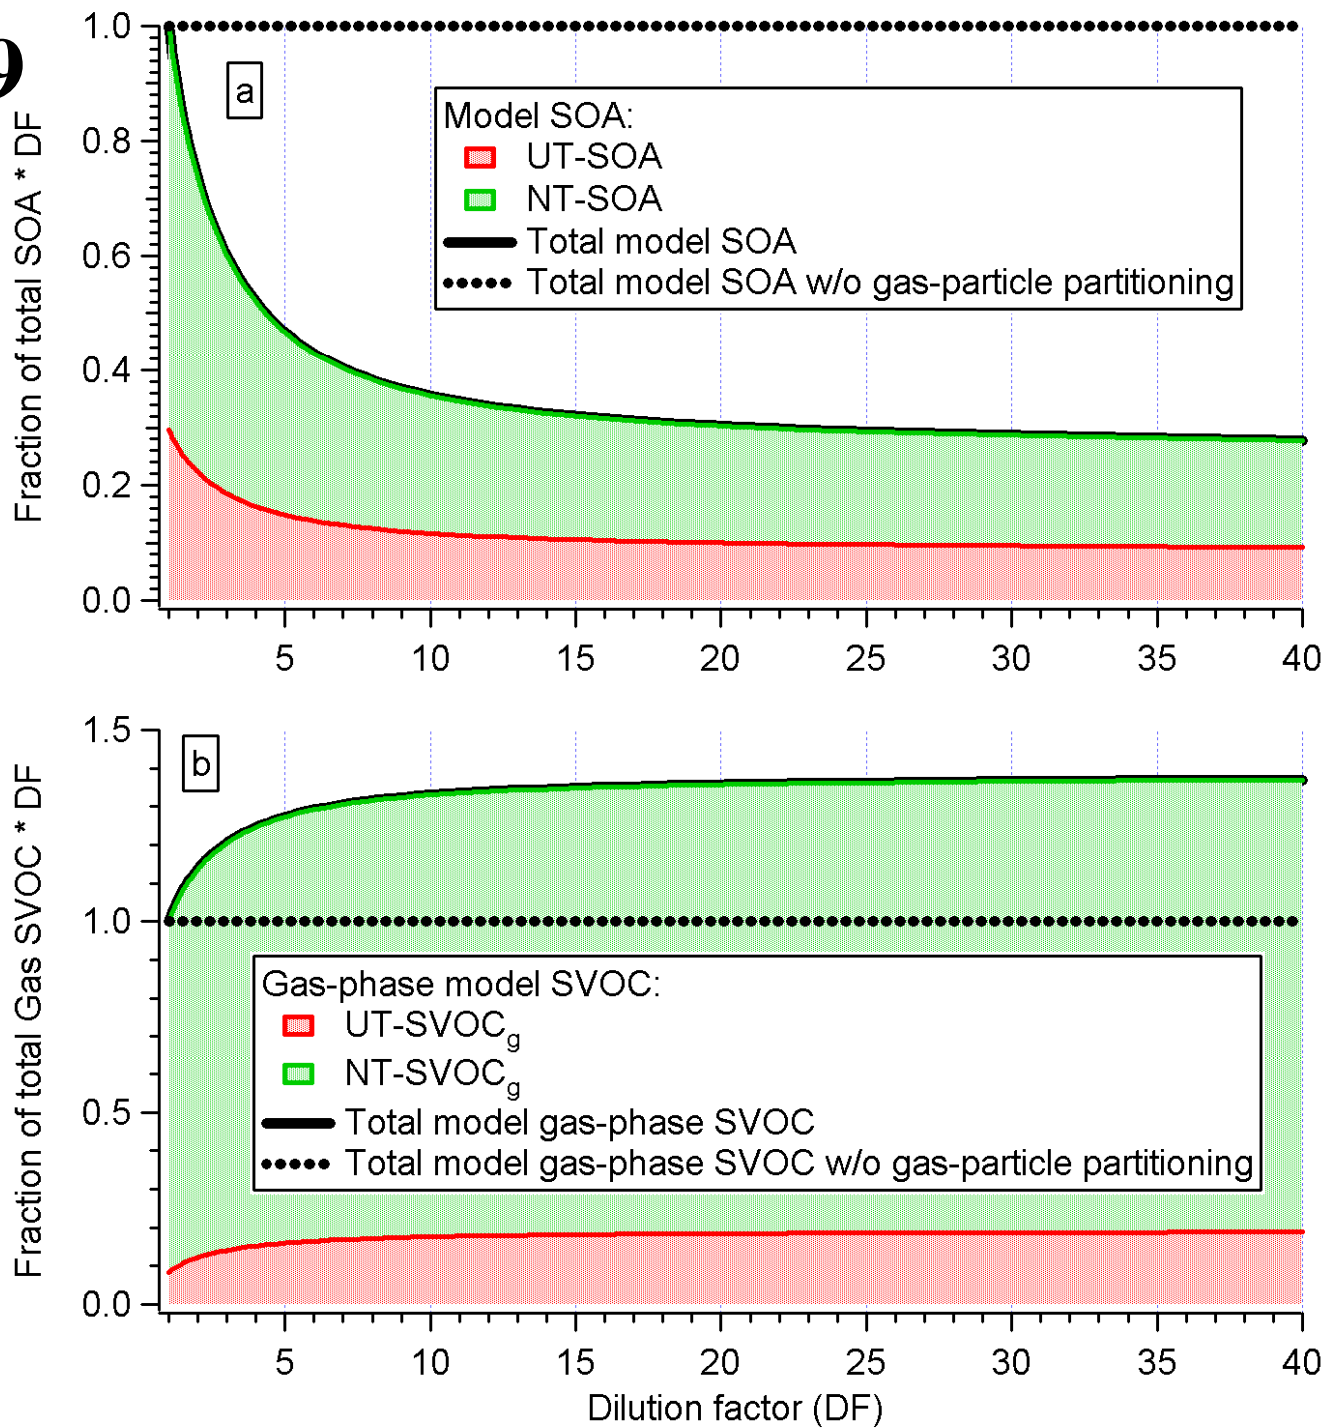 9
Fraction of total SOA * DF
1.0
0.8
0.6
0.4
0.2
0.0
a
Model SOA:
UT-SOA
NT-SOA
Total model SOA
Total model SOA w/o gas-particle partitioning
5 10 15 20 25 30 35 40
Fraction of total Gas SVOC * DF
1.5
1.0
0.5
0.0
b
Gas-phase model SVOC:
UT-SVOCg
NT-SVOCg
Total model gas-phase SVOC
Total model gas-phase SVOC w/o gas-particle partitioning
5 10 15 20 25 30 35 40
Dilution factor (DF)